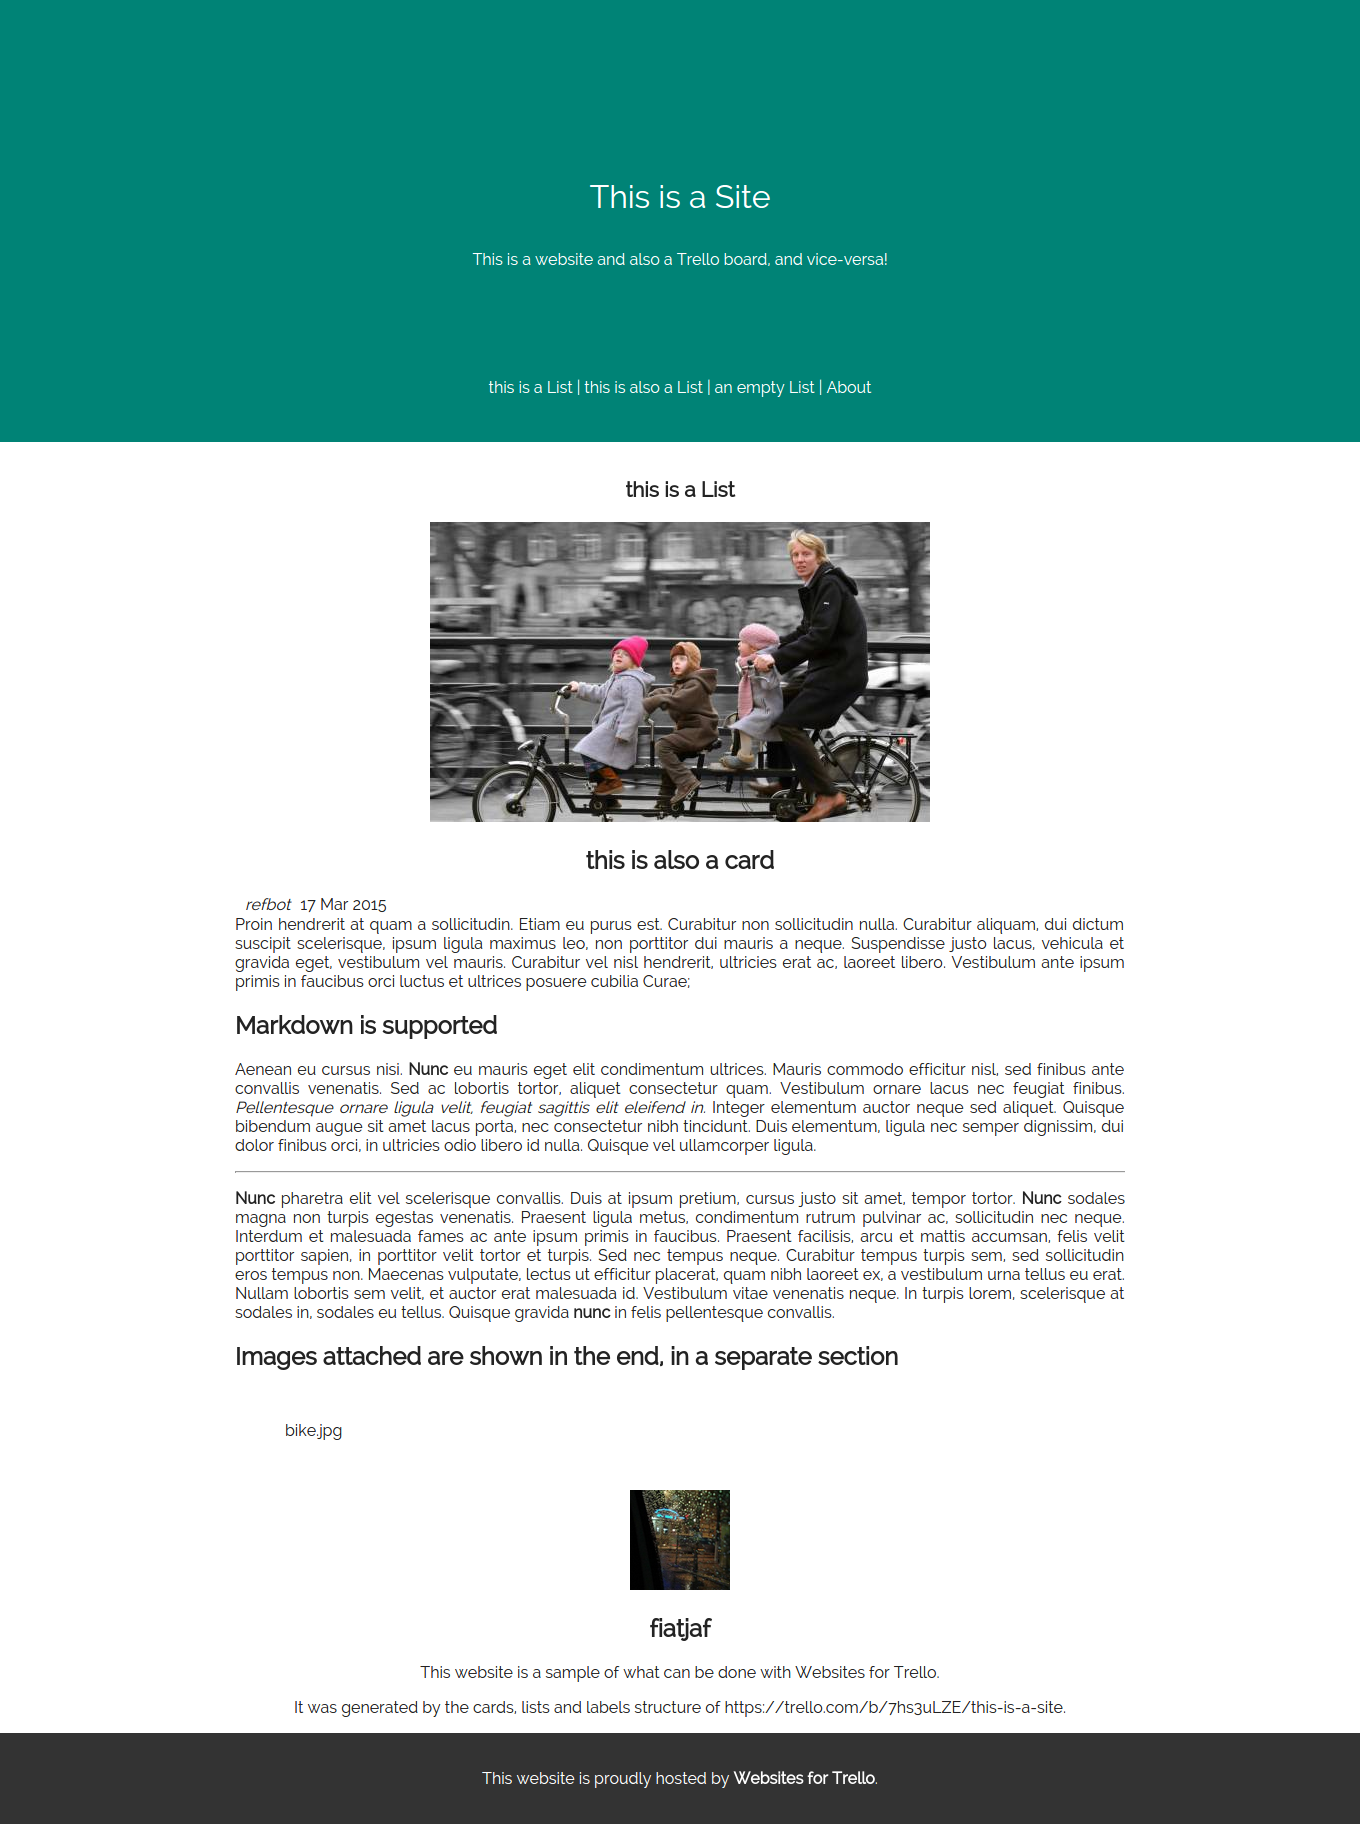 This is a Site
This is a website and also a Trello board, and vice-versa!
this is a List | this is also a List | an empty List | About
this is a List
this is also a card
refbot 17 Mar 2015
Proin hendrerit at quam a sollicitudin. Etiam eu purus est. Curabitur non sollicitudin nulla. Curabitur aliquam, dui dictum
suscipit scelerisque, ipsum ligula maximus leo, non porttitor dui mauris a neque. Suspendisse justo lacus, vehicula et
gravida eget, vestibulum vel mauris. Curabitur vel nisl hendrerit, ultricies erat ac, laoreet libero. Vestibulum ante ipsum
primis in faucibus orci luctus et ultrices posuere cubilia Curae;
Markdown is supported
Aenean eu cursus nisi. Nunc eu mauris eget elit condimentum ultrices. Mauris commodo efficitur nisl, sed finibus ante
convallis venenatis. Sed ac lobortis tortor, aliquet consectetur quam. Vestibulum ornare lacus nec feugiat finibus.
Pellentesque ornare ligula velit, feugiat sagittis elit eleifend in. Integer elementum auctor neque sed aliquet. Quisque
bibendum augue sit amet lacus porta, nec consectetur nibh tincidunt. Duis elementum, ligula nec semper dignissim, dui
dolor finibus orci, in ultricies odio libero id nulla. Quisque vel ullamcorper ligula.
Nunc pharetra elit vel scelerisque convallis. Duis at ipsum pretium, cursus justo sit amet, tempor tortor. Nunc sodales
magna non turpis egestas venenatis. Praesent ligula metus, condimentum rutrum pulvinar ac, sollicitudin nec neque.
Interdum et malesuada fames ac ante ipsum primis in faucibus. Praesent facilisis, arcu et mattis accumsan, felis velit
porttitor sapien, in porttitor velit tortor et turpis. Sed nec tempus neque. Curabitur tempus turpis sem, sed sollicitudin
eros tempus non. Maecenas vulputate, lectus ut efficitur placerat, quam nibh laoreet ex, a vestibulum urna tellus eu erat.
Nullam lobortis sem velit, et auctor erat malesuada id. Vestibulum vitae venenatis neque. In turpis lorem, scelerisque at
sodales in, sodales eu tellus. Quisque gravida nunc in felis pellentesque convallis.
Images attached are shown in the end, in a separate section
bike.jpg
fiatjaf
This website is a sample of what can be done with Websites for Trello.
It was generated by the cards, lists and labels structure of https://trello.com/b/7hs3uLZE/this-is-a-site.
This website is proudly hosted by Websites for Trello.